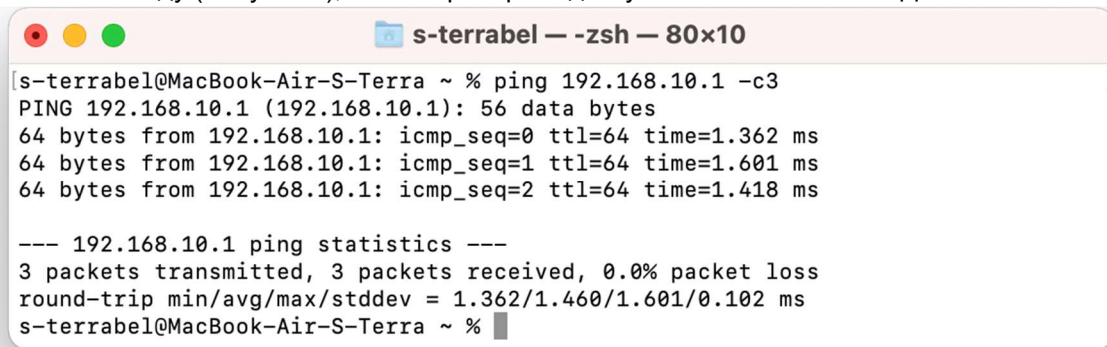 s-terrabel — -zsh — 80×10
[s-terrabel@MacBook-Air-S-Terra ~ % ping 192.168.10.1 -c3
PING 192.168.10.1 (192.168.10.1): 56 data bytes
64 bytes from 192.168.10.1: icmp_seq=0 ttl=64 time=1.362 ms
64 bytes from 192.168.10.1: icmp_seq=1 ttl=64 time=1.601 ms
64 bytes from 192.168.10.1: icmp_seq=2 ttl=64 time=1.418 ms
--- 192.168.10.1 ping statistics ---
3 packets transmitted, 3 packets received, 0.0% packet loss
round-trip min/avg/max/stddev = 1.362/1.460/1.601/0.102 ms
s-terrabel@MacBook-Air-S-Terra ~ %